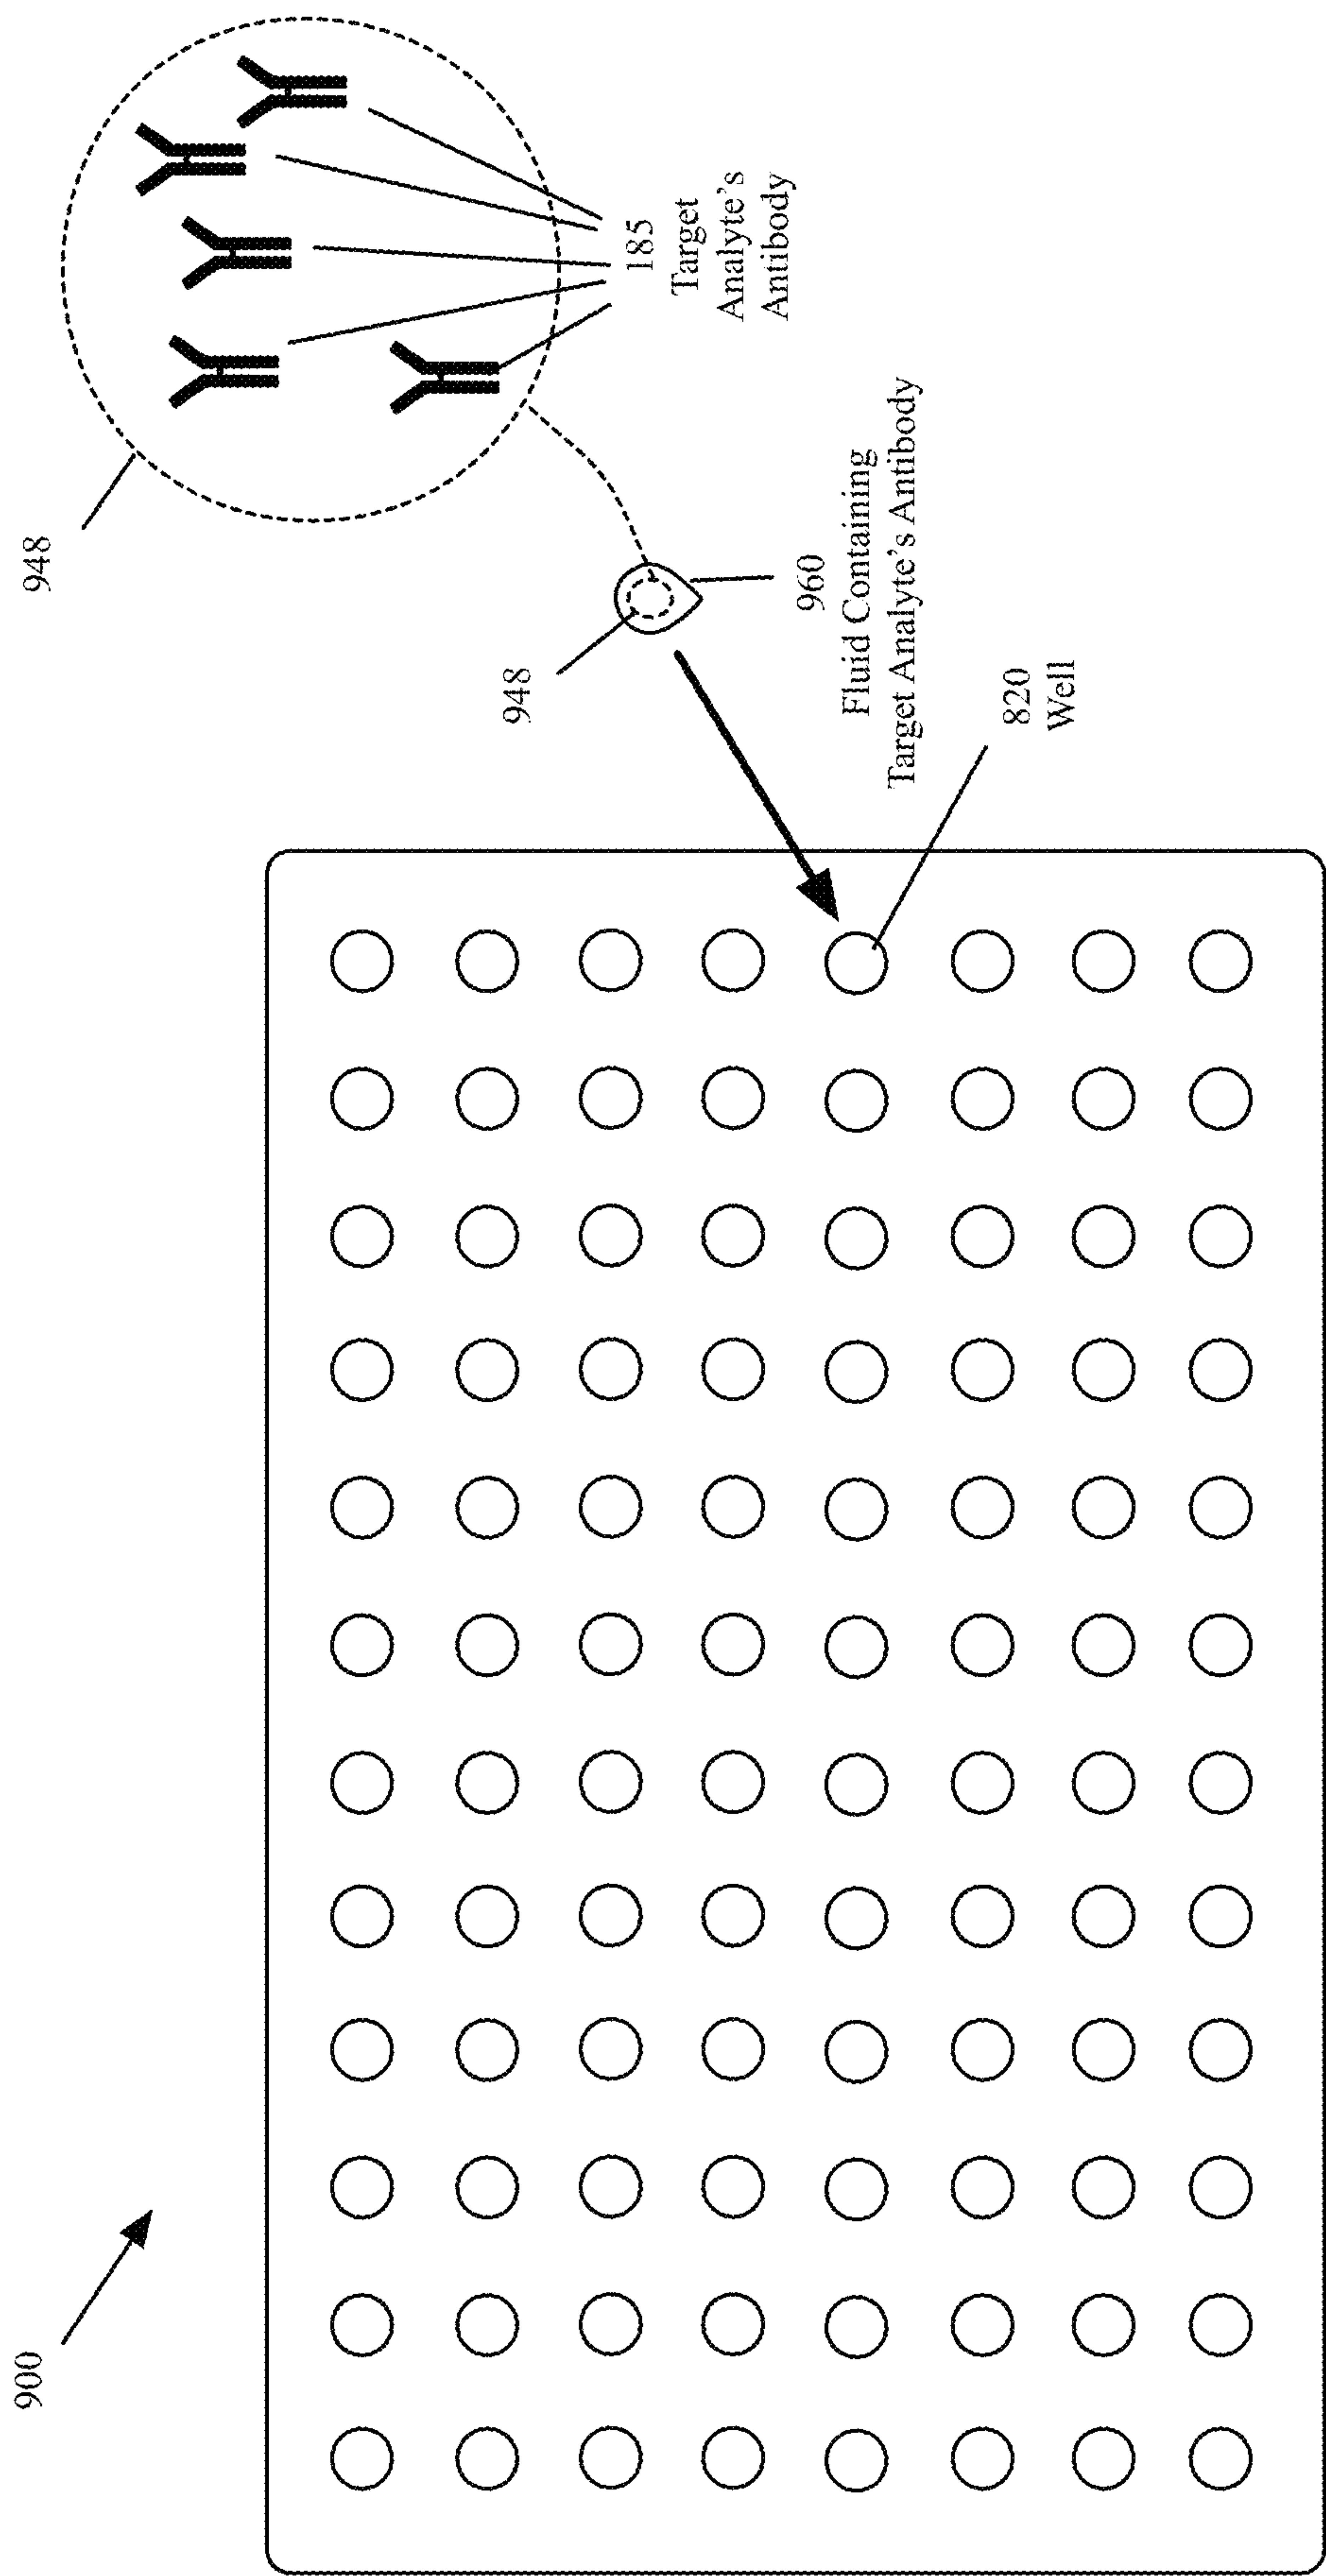 900
948
948
185
Target
Analyte's
Antibody
960
Fluid Containing
Target Analyte's Antibody
820
Well